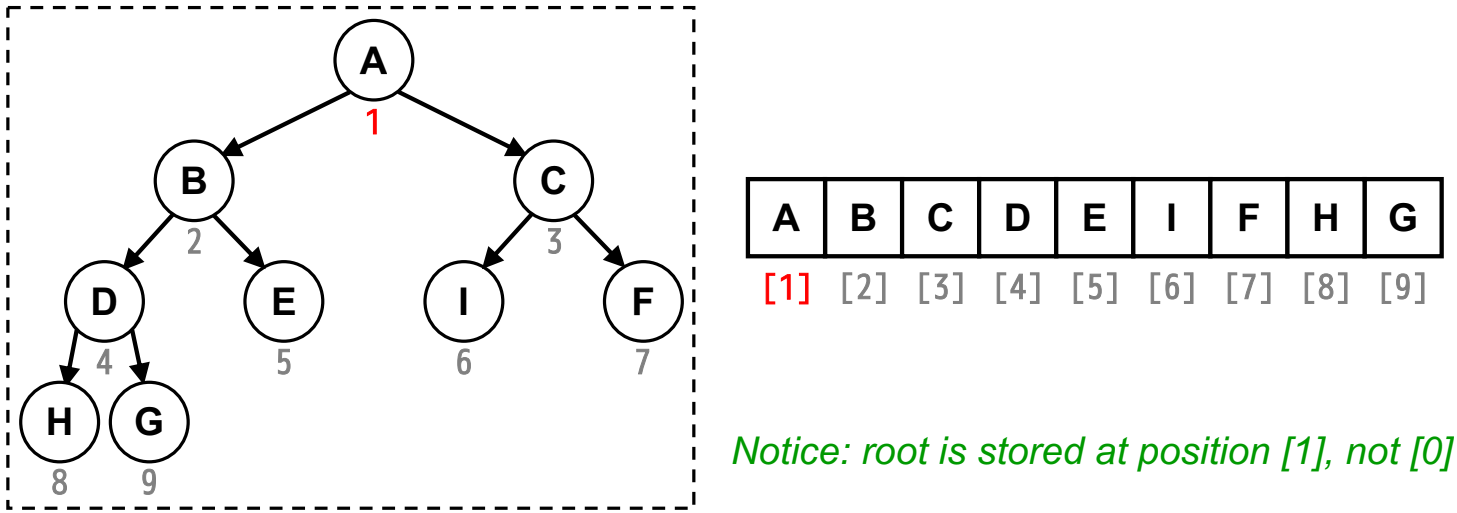 A
1
B
C
2
3
D
E
I
F
4
5
6
7
H
G
8
9
A B C D E I F H G
[1] [2] [3] [4] [5] [6] [7] [8] [9]
Notice: root is stored at position [1], not [0]